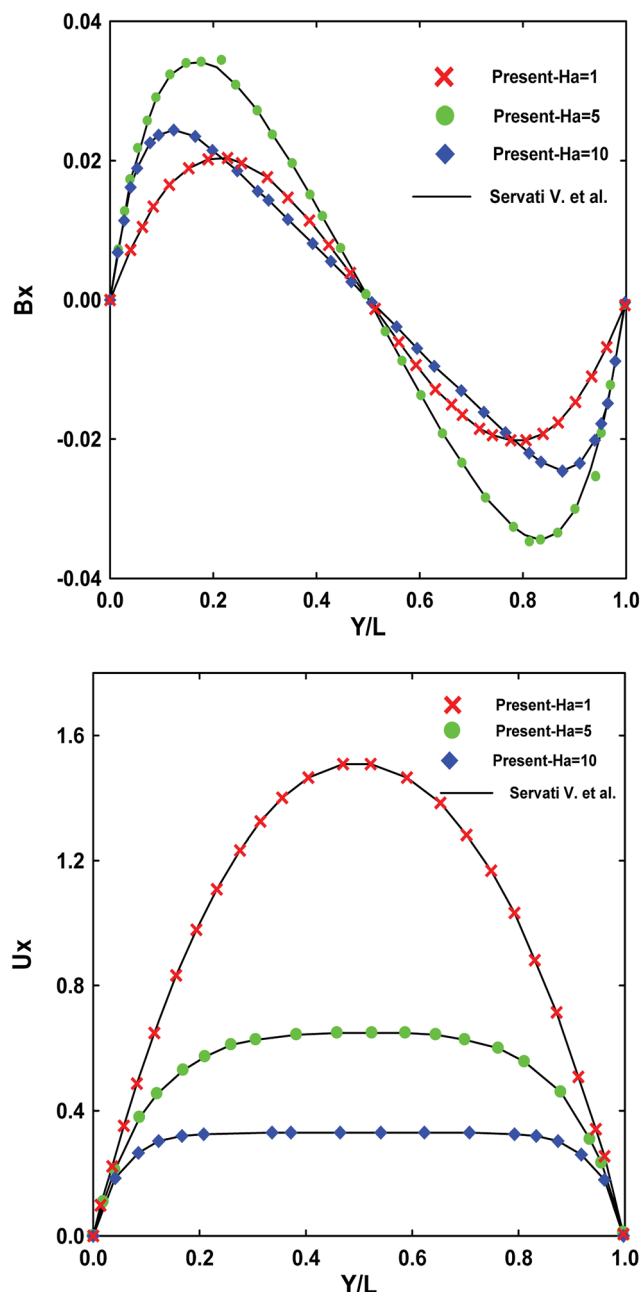 0.04
Present-Ha=1
Present-Ha=5
0.02
Present-Ha=10
Servati V. et al.
Bx
0.00
-0.02
-0.04
0.0 0.2 0.4 0.6 0.8 1.0
Y/L
Present-Ha=1
Present-Ha=5
1.6
Present-Ha=10
Servati V. et al.
1.2
Ux
0.8
0.4
0.0
0.0 0.2 0.4 0.6 0.8 1.0
Y/L